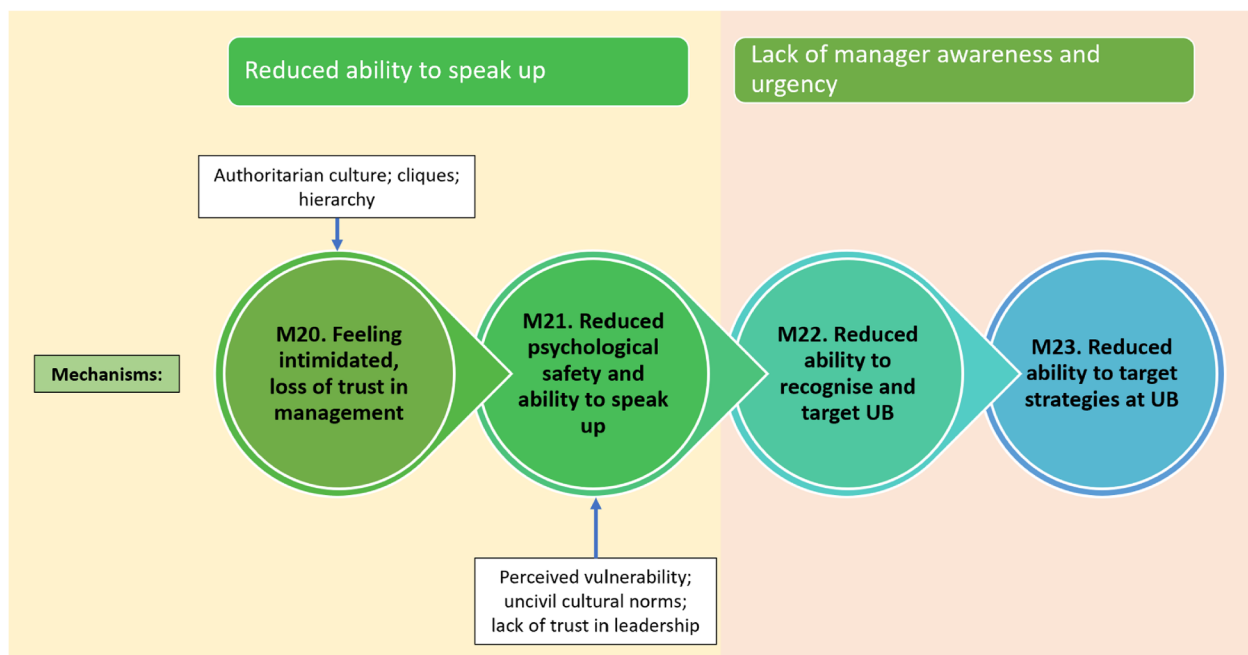 Reduced ability to speak up
Lack of manager awareness and
urgency
Authoritarian culture; cliques;
hierarchy
Mechanisms:
M20. Feeling
intimidated,
loss of trust in
management
M21. Reduced
psychological
safety and
ability to speak
up
M22. Reduced
ability to
recognise and
target UB
M23. Reduced
ability to target
strategies at UB
Perceived vulnerability;
uncivil cultural norms;
lack of trust in leadership